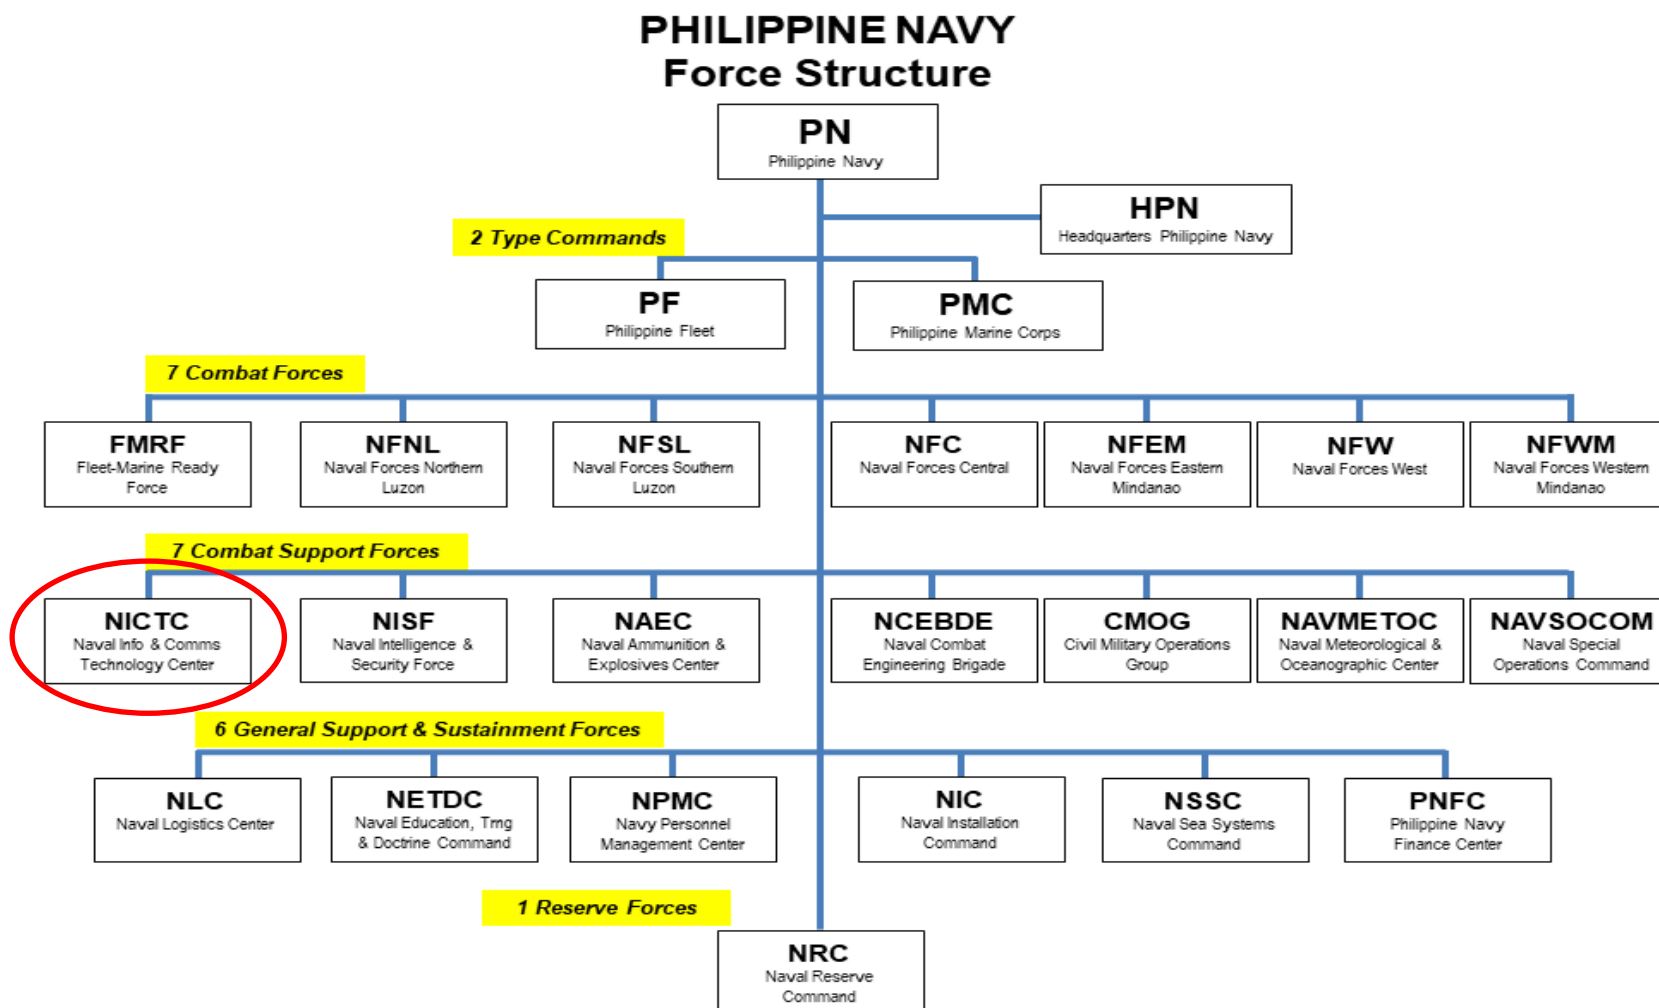 PHILIPPINE NAVY
Force Structure
PN
Philippine Navy
HPN
Headquarters Philippine Navy
2 Type Commands
PF
Philippine Fleet
PMC
Philippine Marine Corps
7 Combat Forces
FMRF
Fleet-Marine Ready
Force
NFNL
Naval Forces Northern
Luzon
NFSL
Naval Forces Southern
Luzon
NFC
Naval Forces Central
NFEM
Naval Forces Eastern
Mindanao
NFW
Naval Forces West
NFWM
Naval Forces Western
Mindanao
7 Combat Support Forces
NICTC
Naval Info & Comms
Technology Center
NISF
Naval Intelligence &
Security Force
NAEC
Naval Ammunition &
Explosives Center
NCEBDE
Naval Combat
Engineering Brigade
CMOG
Civil Military Operations
Group
NAVMETOC
Naval Meteorological &
Oceanographic Center
NAVSOCOM
Naval Special
Operations Command
6 General Support & Sustainment Forces
NLC
Naval Logistics Center
NETDC
Naval Education, Trng
& Doctrine Command
NPMC
Navy Personnel
Management Center
NIC
Naval Installation
Command
NSSC
Naval Sea Systems
Command
PNFC
Philippine Navy
Finance Center
1 Reserve Forces
NRC
Naval Reserve
Command